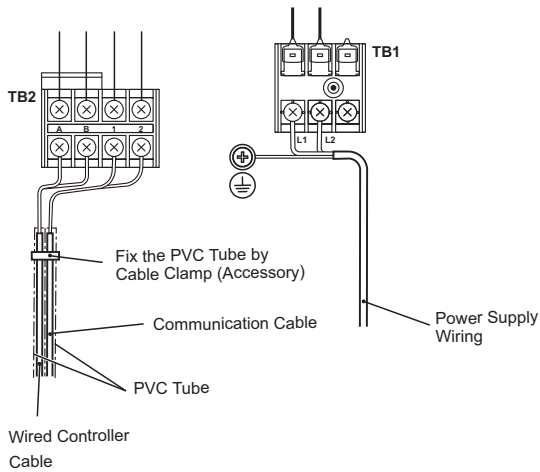 TB1
TB2
A B 1 2
L1 L2
Fix the PVC Tube by
Cable Clamp (Accessory)
Communication Cable
Power Supply
Wiring
PVC Tube
Wired Controller
Cable